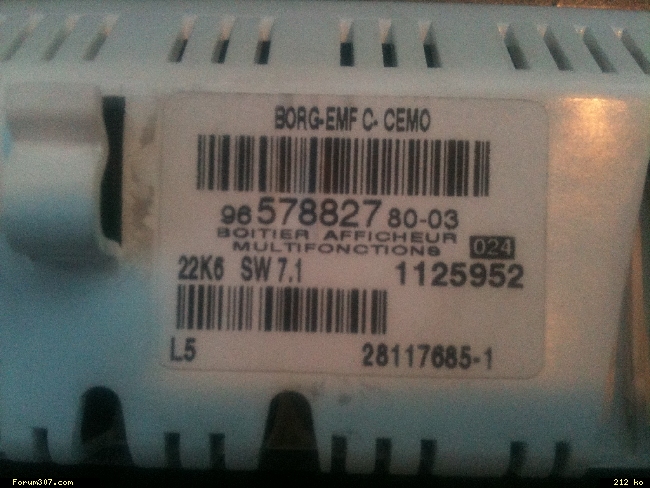 BORG-EMF C- CEMO
96 578827 80-03
BOITIER AFFICHEUR
MULTIFONCTIONS 024
22K6 SW 7.1 1125952
L5 28117685-1
Forum307.com 212 ko